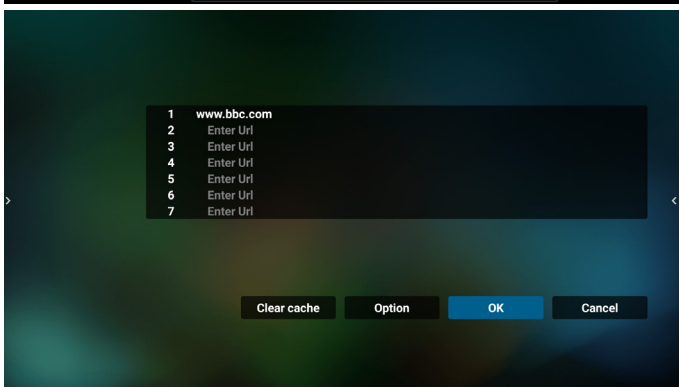 1 www.bbc.com
2 Enter Url
3 Enter Url
4 Enter Url
5 Enter Url
6 Enter Url
7 Enter Url
Clear cache Option OK Cancel